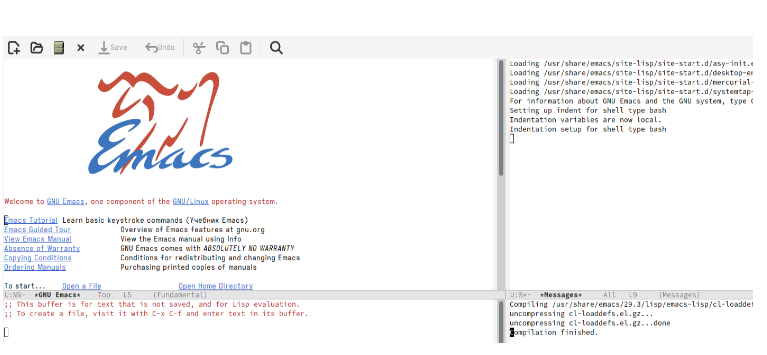 Save Undo
Emacs
Welcome to GNU Emacs, one component of the GNU/Linux operating system.
Emacs Tutorial Learn basic keystroke commands (Учебник Emacs)
Emacs Guided Tour Overview of Emacs features at gnu.org
View Emacs Manual View the Emacs manual using Info
Absence of Warranty GNU Emacs comes with ABSOLUTELY NO WARRANTY
Copying Conditions Conditions for redistributing and changing Emacs
Ordering Manuals Purchasing printed copies of manuals
To start... Open a File Open Home Directory
U:%%- *GNU Emacs* Top L5 (Fundamental)
;; This buffer is for text that is not saved, and for Lisp evaluation.
;; To create a file, visit it with C-x C-f and enter text in its buffer.
Loading /usr/share/emacs/site-lisp/site-start.d/asy-init.e
Loading /usr/share/emacs/site-lisp/site-start.d/desktop-en
Loading /usr/share/emacs/site-lisp/site-start.d/mercurial-
Loading /usr/share/emacs/site-lisp/site-start.d/systemtap-
For information about GNU Emacs and the GNU system, type C
Setting up indent for shell type bash
Indentation variables are now local.
Indentation setup for shell type bash
U:%*- *Messages* All L9 (Messages)
Compiling /usr/share/emacs/29.3/lisp/emacs-lisp/cl-loaddef
uncompressing cl-loaddefs.el.gz...
uncompressing cl-loaddefs.el.gz...done
Compilation finished.